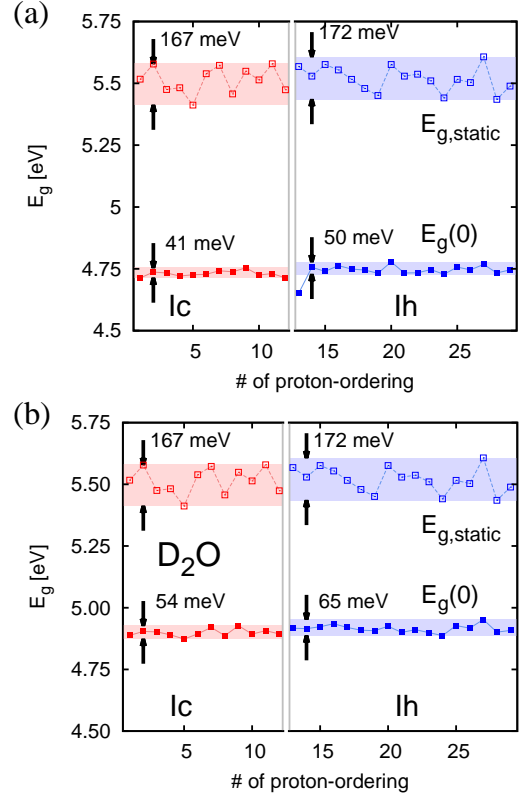 (a)
5.75
5.5
5.25
5
4.75
4.5
E_g [eV]
167 meV
172 meV
E_g,static
41 meV
50 meV
E_g(0)
Ic
Ih
5 10 15 20 25
# of proton-ordering
(b)
5.75
5.50
5.25
5.00
4.75
4.50
E_g [eV]
167 meV
172 meV
E_g,static
D₂O
54 meV
65 meV
E_g(0)
Ic
Ih
5 10 15 20 25
# of proton-ordering